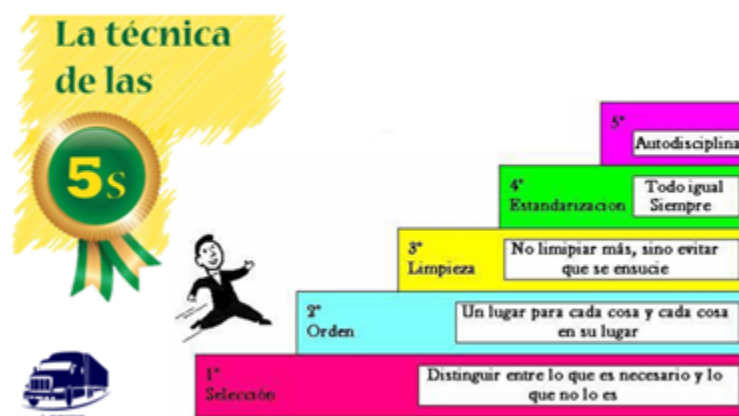 La técnica
de las
5s
5°
Autodisciplina
4°
Estandarizacion
Todo igual
Siempre
3°
Limpieza
No limipiar más, sino evitar
que se ensucie
2°
Orden
Un lugar para cada cosa y cada cosa
en su lugar
1°
Selección
Distinguir entre lo que es necesario y lo
que no lo es